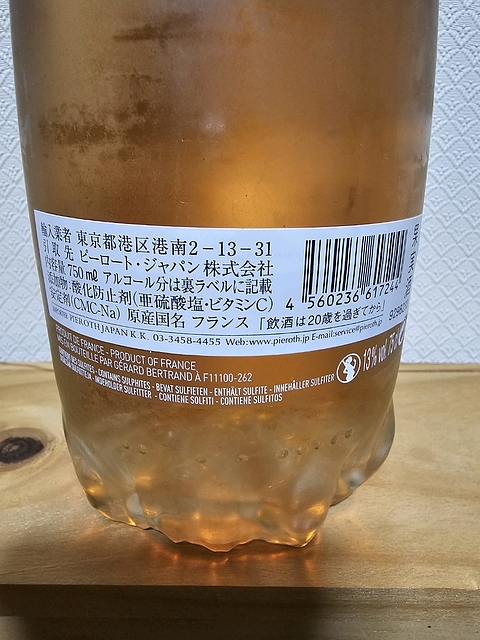 輸入業者 東京都港区港南2-13-31
引取先 ピーロート・ジャパン株式会社
内容量 750ml アルコール分は裏ラベルに記載
添加物:酸化防止剤(亜硫酸塩・ビタミンC)
安定剤(CMC-Na) 原産国名 フランス 「飲酒は20歳を過ぎてから」
PIEROTH JAPAN K.K. 03-3458-4455 Web:www.pieroth.jp E-mail:service@pieroth.jp
4 560236 617244
果実
PRODUIT DE FRANCE - PRODUCT OF FRANCE
MIS EN BOUTEILLE PAR GÉRARD BERTRAND À F11100-262
CONTIENT DES SULFITES - CONTAINS SULPHITES - BEVAT SULFIETEN - ENTHÄLT SULFITE - INNEHÅLLER SULFITER
INDEHOLDER SULFITTER - CONTIENE SOLFITI - CONTIENE SULFITOS
13% vol.